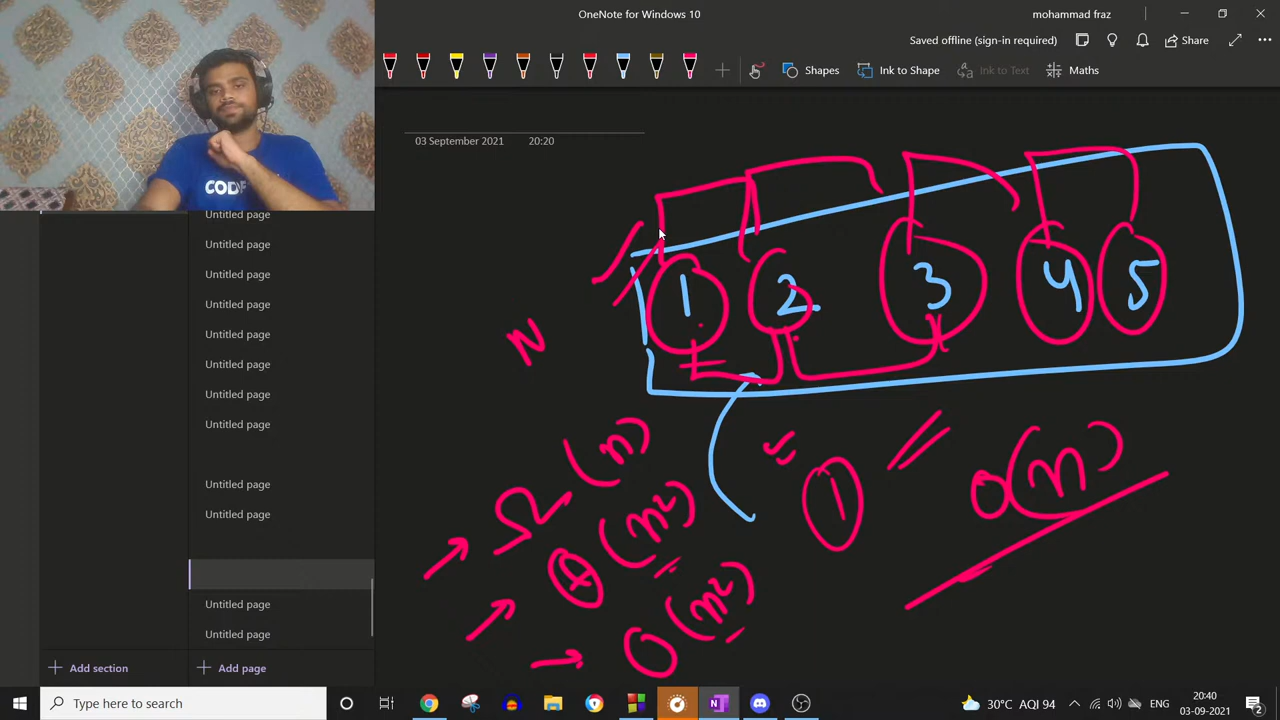 OneNote for Windows 10
mohammad fraz
Saved offline (sign-in required)
Share
Shapes
Ink to Shape
Ink to Text
Maths
03 September 2021 20:20
Untitled page
Untitled page
Untitled page
Untitled page
Untitled page
Untitled page
Untitled page
Untitled page
Untitled page
Untitled page
Untitled page
Untitled page
Add section
Add page
1 2 3 4 5
N
Ω (n)
1
O(n)
Θ (n²)
O (n²)
Type here to search
30°C AQI 94
ENG
20:40
03-09-2021
2